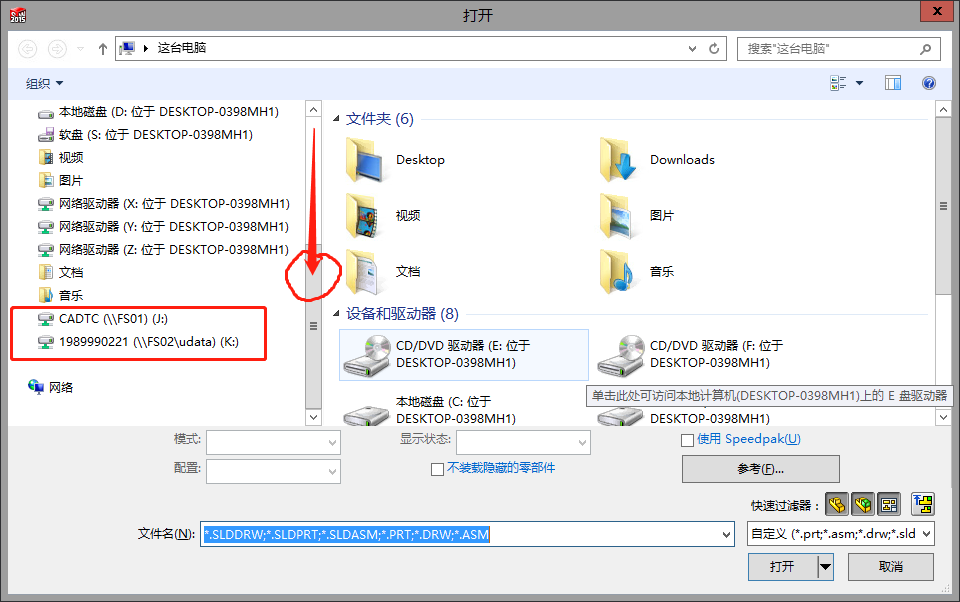 打开
2015
这台电脑
搜索"这台电脑"
组织
本地磁盘 (D: 位于 DESKTOP-0398MH1)
软盘 (S: 位于 DESKTOP-0398MH1)
视频
图片
网络驱动器 (X: 位于 DESKTOP-0398MH1)
网络驱动器 (Y: 位于 DESKTOP-0398MH1)
网络驱动器 (Z: 位于 DESKTOP-0398MH1)
文档
音乐
CADTC (\\FS01) (J:)
1989990221 (\\FS02\udata) (K:)
网络
文件夹 (6)
Desktop
Downloads
视频
图片
文档
音乐
设备和驱动器 (8)
CD/DVD 驱动器 (E: 位于
DESKTOP-0398MH1)
CD/DVD 驱动器 (F: 位于
DESKTOP-0398MH1)
单击此处可访问本地计算机(DESKTOP-0398MH1)上的 E 盘驱动器
本地磁盘 (C: 位于
DESKTOP-0398MH1)
DESKTOP-0398MH1)
模式:
显示状态:
使用 Speedpak(U)
配置:
不装载隐藏的零部件
参考(F)...
快速过滤器：
文件名(N):
*.SLDDRW;*.SLDPRT;*.SLDASM;*.PRT;*.DRW;*.ASM
自定义 (*.prt;*.asm;*.drw;*.sld
打开
取消